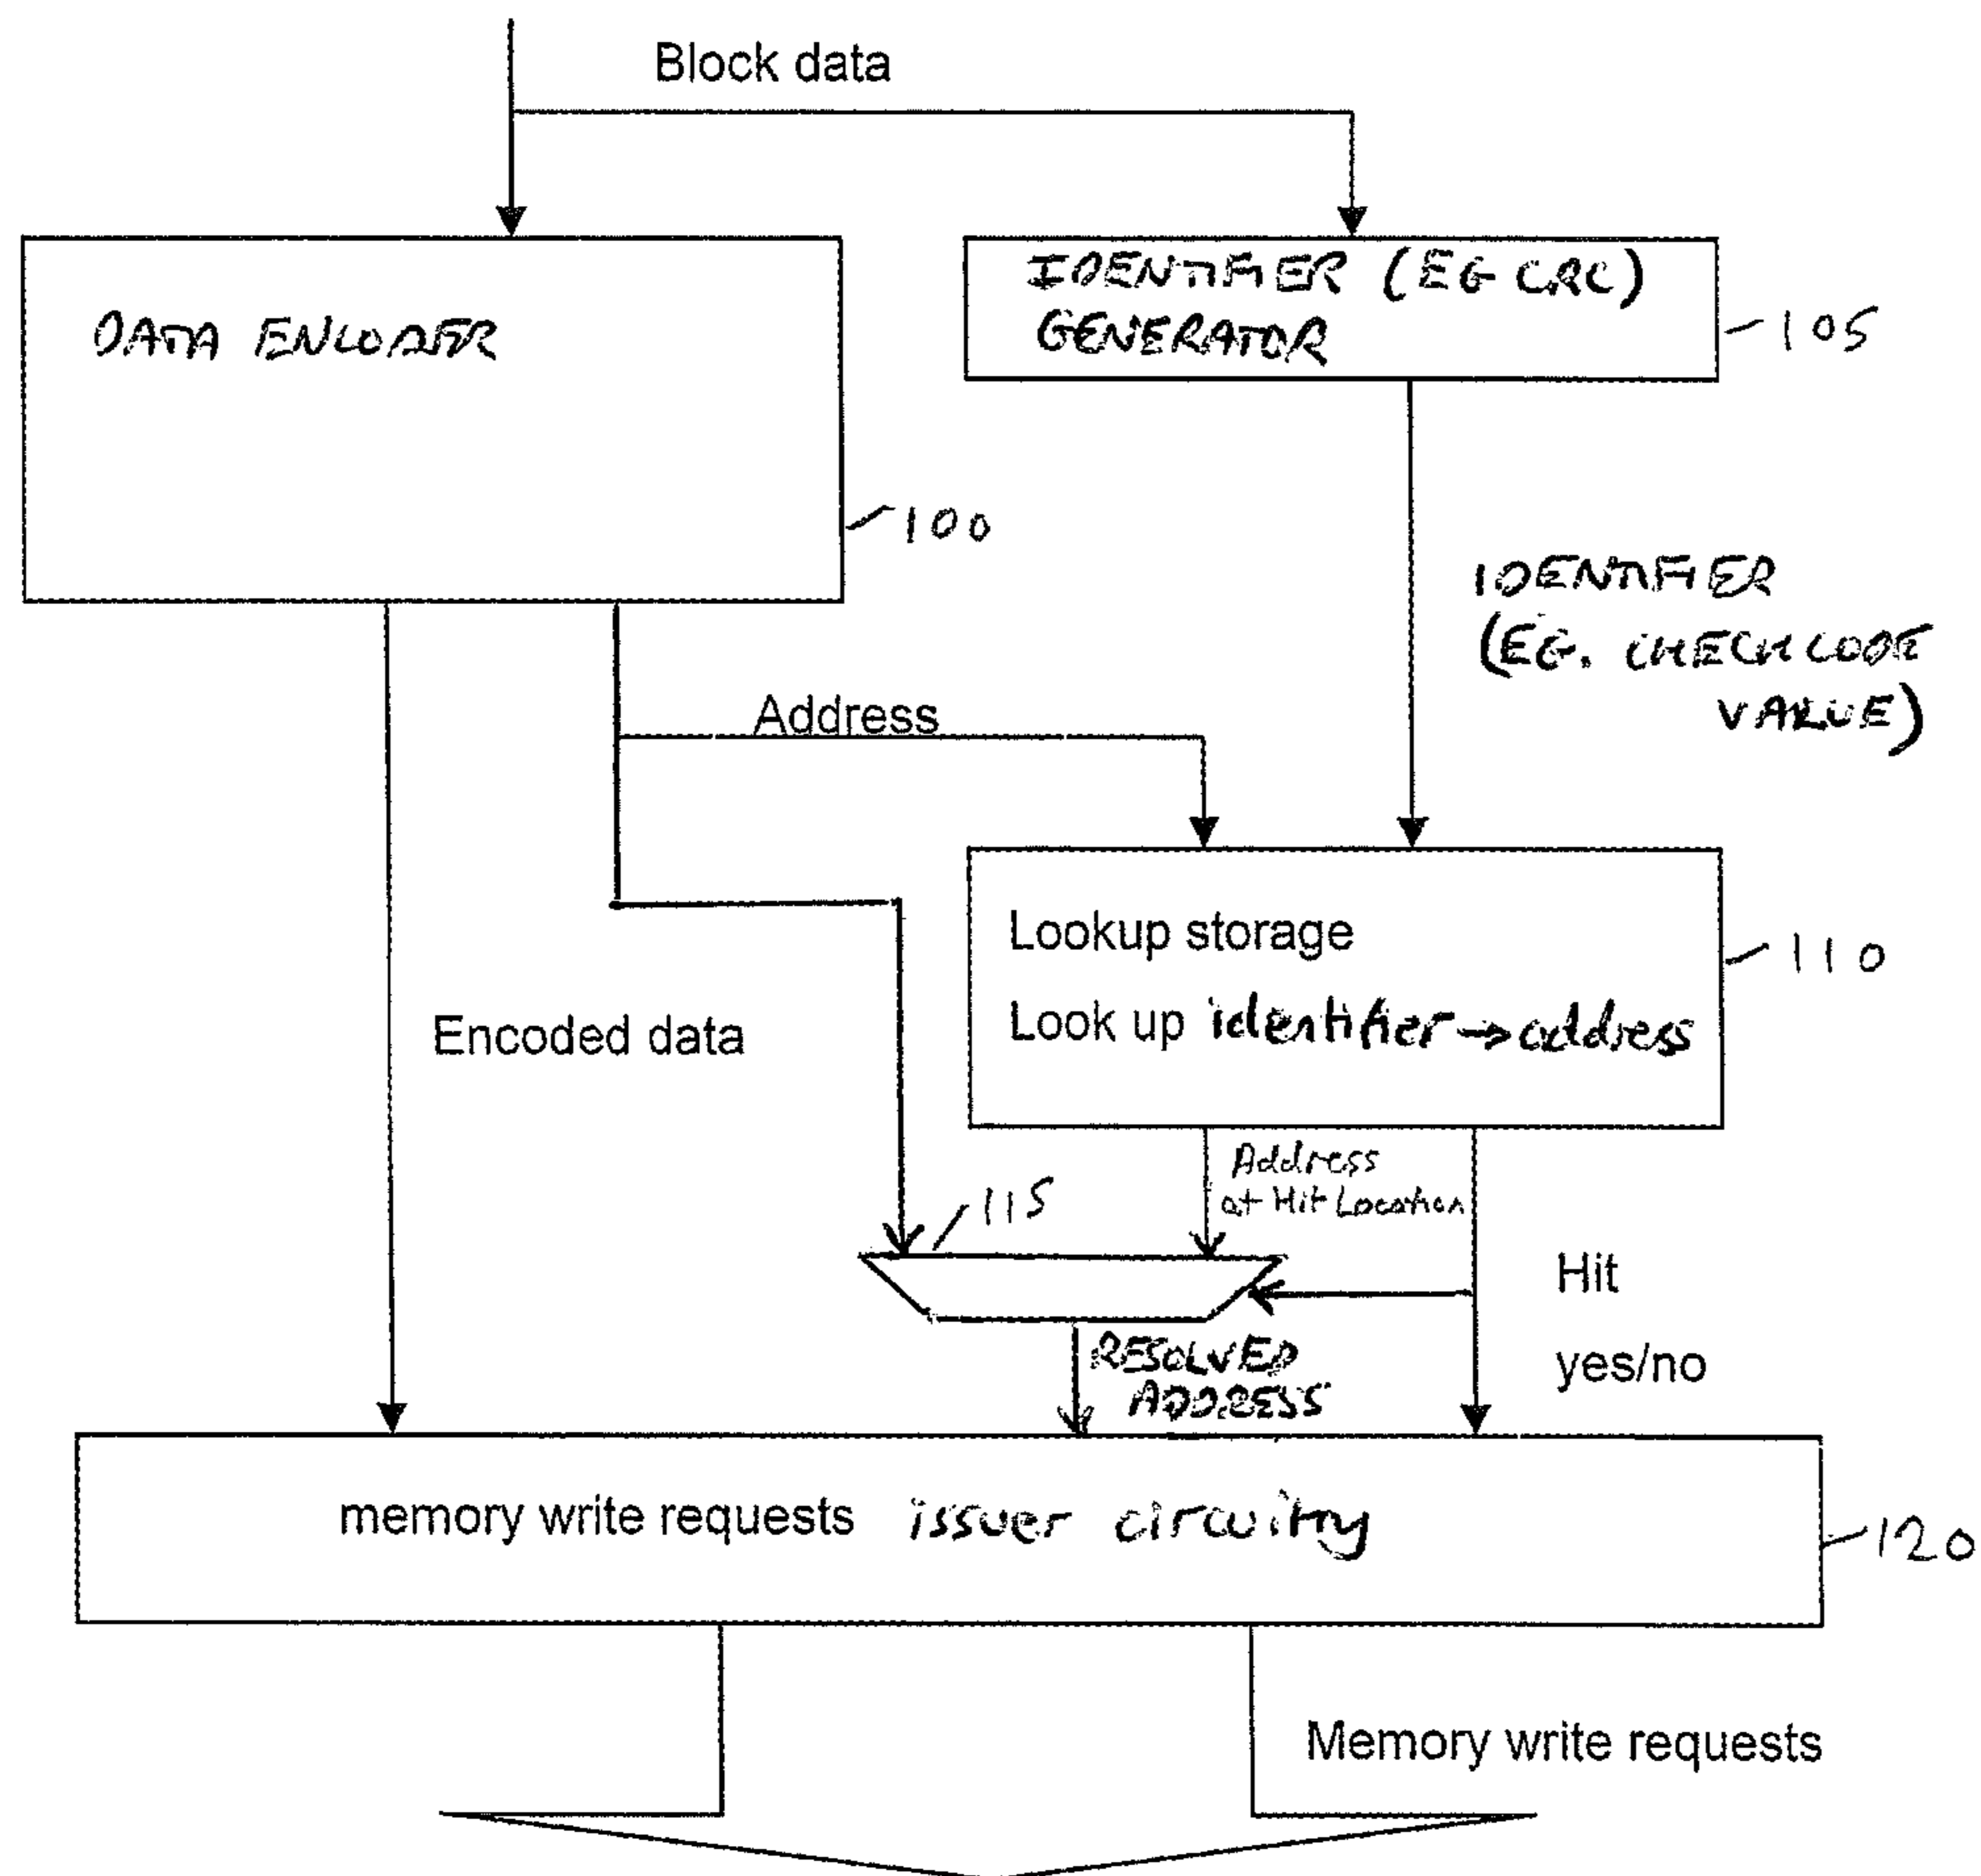 Block data
DATA ENCODER
IDENTIFIER (EG CRC)
GENERATOR
105
100
IDENTIFIER
(EG. CHECK CODE
VALUE)
Address
Lookup storage
Look up identifier → address
110
Encoded data
Address
at Hit Location
115
Hit
yes/no
RESOLVED
ADDRESS
memory write requests issuer circuitry
120
Memory write requests